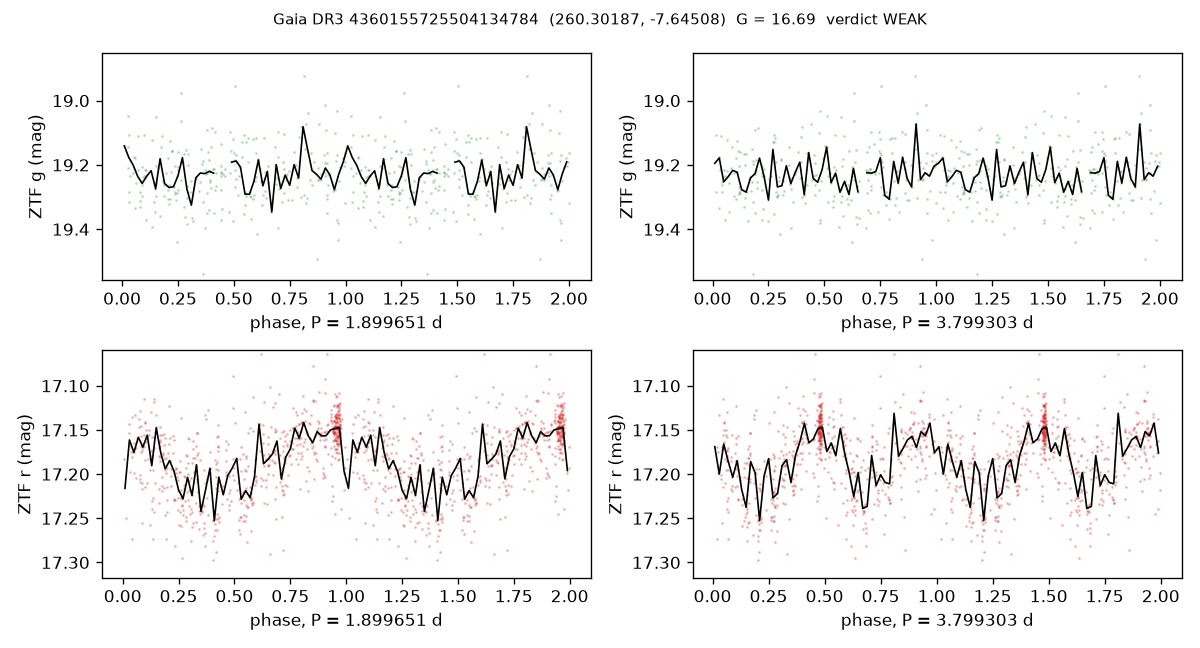 Gaia DR3 4360155725504134784  (260.30187, -7.64508)  G = 16.69  verdict WEAK
ZTF g (mag)
19.0
19.2
19.4
0.00 0.25 0.50 0.75 1.00 1.25 1.50 1.75 2.00
phase, P = 1.899651 d
ZTF g (mag)
19.0
19.2
19.4
0.00 0.25 0.50 0.75 1.00 1.25 1.50 1.75 2.00
phase, P = 3.799303 d
ZTF r (mag)
17.10
17.15
17.20
17.25
17.30
0.00 0.25 0.50 0.75 1.00 1.25 1.50 1.75 2.00
phase, P = 1.899651 d
ZTF r (mag)
17.10
17.15
17.20
17.25
17.30
0.00 0.25 0.50 0.75 1.00 1.25 1.50 1.75 2.00
phase, P = 3.799303 d